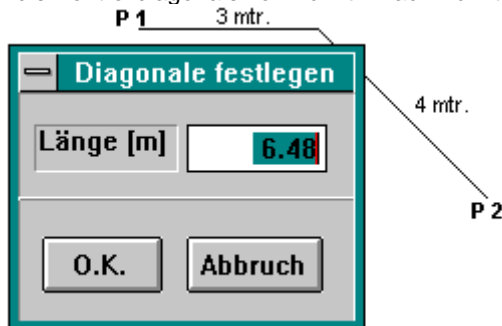 P 1
3 mtr.
Diagonale festlegen
4 mtr.
Länge [m]
6.48
P 2
O.K.
Abbruch